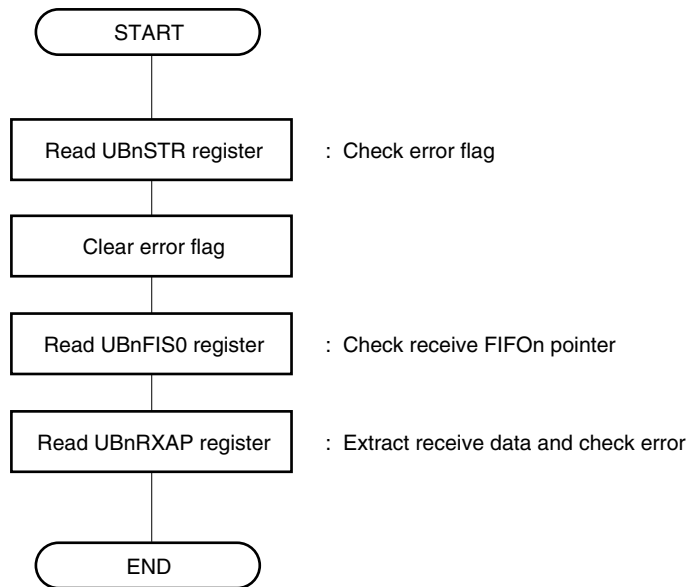 START
Read UBnSTR register : Check error flag
Clear error flag
Read UBnFIS0 register : Check receive FIFOn pointer
Read UBnRXAP register : Extract receive data and check error
END